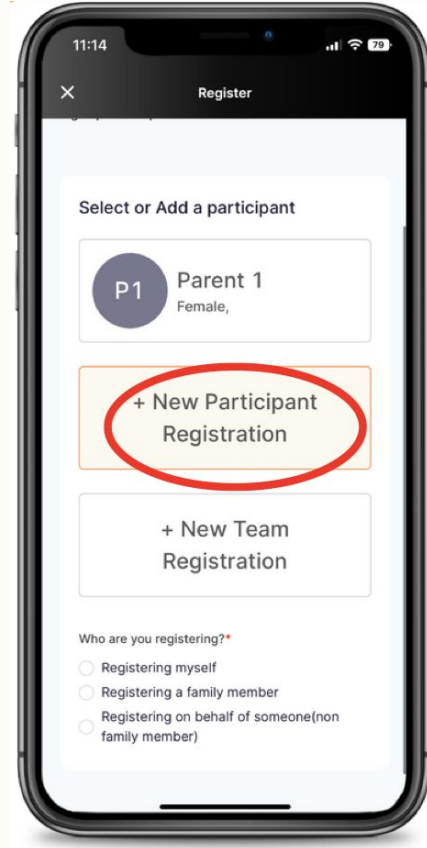 11:14
79
Register
Select or Add a participant
P1
Parent 1
Female,
+ New Participant
Registration
+ New Team
Registration
Who are you registering?*
Registering myself
Registering a family member
Registering on behalf of someone(non
family member)